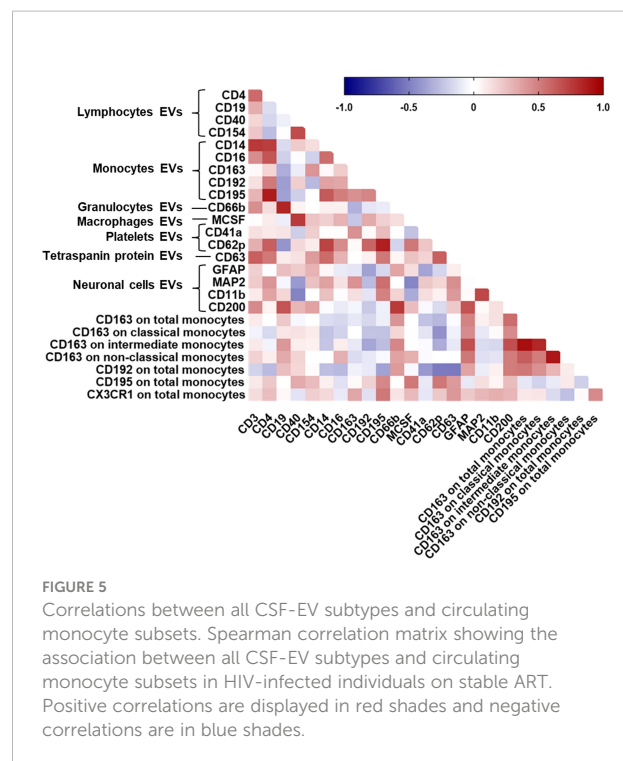 -1.0 -0.5 0 0.5 1.0
Lymphocytes EVs
CD4
CD19
CD40
CD154
Monocytes EVs
CD14
CD16
CD163
CD192
CD195
Granulocytes EVs CD66b
Macrophages EVs MCSF
Platelets EVs
CD41a
CD62p
Tetraspanin protein EVs CD63
Neuronal cells EVs
GFAP
MAP2
CD11b
CD200
CD163 on total monocytes
CD163 on classical monocytes
CD163 on intermediate monocytes
CD163 on non-classical monocytes
CD192 on total monocytes
CD195 on total monocytes
CX3CR1 on total monocytes
CD3
CD4
CD19
CD40
CD154
CD14
CD16
CD163
CD192
CD195
CD66b
MCSF
CD41a
CD62p
CD63
GFAP
MAP2
CD11b
CD200
CD163 on total monocytes
CD163 on classical monocytes
CD163 on intermediate monocytes
CD163 on non-classical monocytes
CD192 on total monocytes
CD195 on total monocytes
FIGURE 5
Correlations between all CSF-EV subtypes and circulating
monocyte subsets. Spearman correlation matrix showing the
association between all CSF-EV subtypes and circulating
monocyte subsets in HIV-infected individuals on stable ART.
Positive correlations are displayed in red shades and negative
correlations are in blue shades.